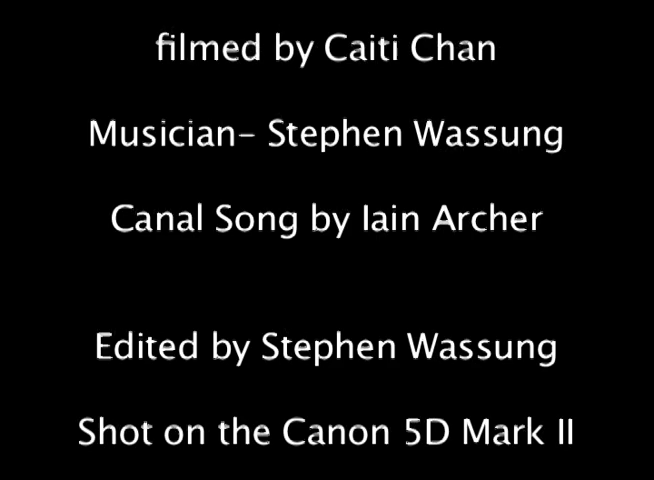 filmed by Caiti Chan
Musician- Stephen Wassung
Canal Song by Iain Archer
Edited by Stephen Wassung
Shot on the Canon 5D Mark II